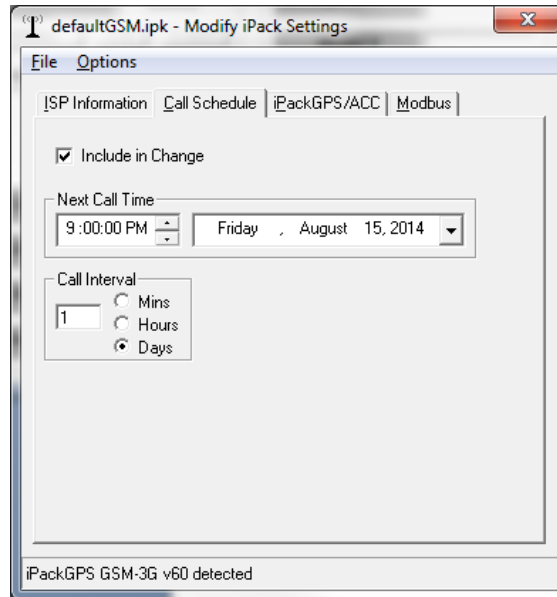 defaultGSM.ipk - Modify iPack Settings
File Options
ISP Information Call Schedule iPackGPS/ACC Modbus
Include in Change
Next Call Time
9:00:00 PM Friday , August 15, 2014
Call Interval
1
Mins
Hours
Days
iPackGPS GSM-3G v60 detected